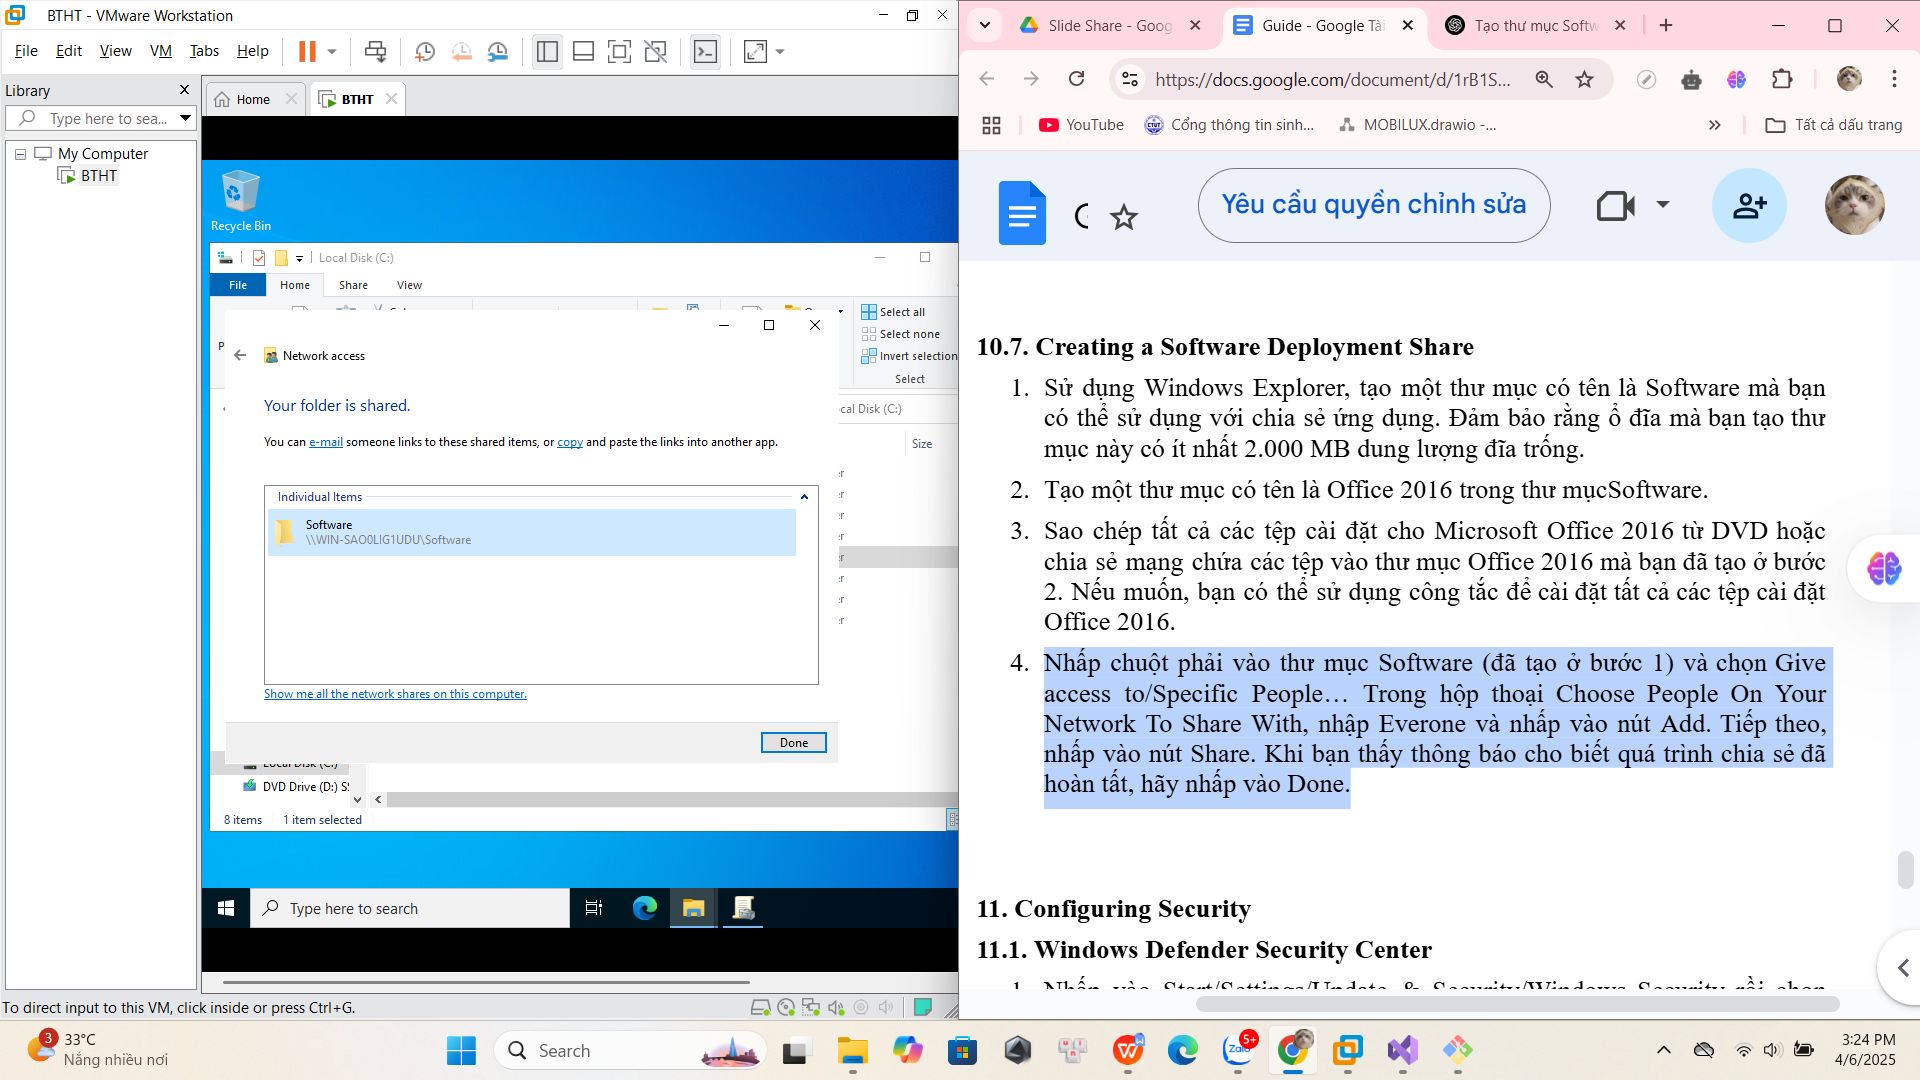 BTHT - VMware Workstation
File Edit View VM Tabs Help
Library
Type here to sea...
My Computer
BTHT
Home
BTHT
Recycle Bin
Local Disk (C:)
File Home Share View
Select all
Select none
Invert selection
Select
Network access
Your folder is shared.
You can e-mail someone links to these shared items, or copy and paste the links into another app.
Individual Items
Software
\\WIN-SAO0LIG1UDU\Software
Show me all the network shares on this computer.
Done
cal Disk (C:)
Size
Local Disk (C:)
DVD Drive (D:) S
8 items 1 item selected
Type here to search
To direct input to this VM, click inside or press Ctrl+G.
Slide Share - Goog
Guide - Google Tài
Tạo thư mục Softw
https://docs.google.com/document/d/1rB1S...
YouTube
Cổng thông tin sinh...
MOBILUX.drawio -...
Tất cả dấu trang
Yêu cầu quyền chỉnh sửa
10.7. Creating a Software Deployment Share
1. Sử dụng Windows Explorer, tạo một thư mục có tên là Software mà bạn
có thể sử dụng với chia sẻ ứng dụng. Đảm bảo rằng ổ đĩa mà bạn tạo thư
mục này có ít nhất 2.000 MB dung lượng đĩa trống.
2. Tạo một thư mục có tên là Office 2016 trong thư mụcSoftware.
3. Sao chép tất cả các tệp cài đặt cho Microsoft Office 2016 từ DVD hoặc
chia sẻ mạng chứa các tệp vào thư mục Office 2016 mà bạn đã tạo ở bước
2. Nếu muốn, bạn có thể sử dụng công tắc để cài đặt tất cả các tệp cài đặt
Office 2016.
4. Nhấp chuột phải vào thư mục Software (đã tạo ở bước 1) và chọn Give
access to/Specific People… Trong hộp thoại Choose People On Your
Network To Share With, nhập Everone và nhấp vào nút Add. Tiếp theo,
nhấp vào nút Share. Khi bạn thấy thông báo cho biết quá trình chia sẻ đã
hoàn tất, hãy nhấp vào Done.
11. Configuring Security
11.1. Windows Defender Security Center
1. Nhấp vào Start/Settings/Update & Security/Windows Security rồi chọn
3
33°C
Nắng nhiều nơi
Search
Zalo
5+
3:24 PM
4/6/2025